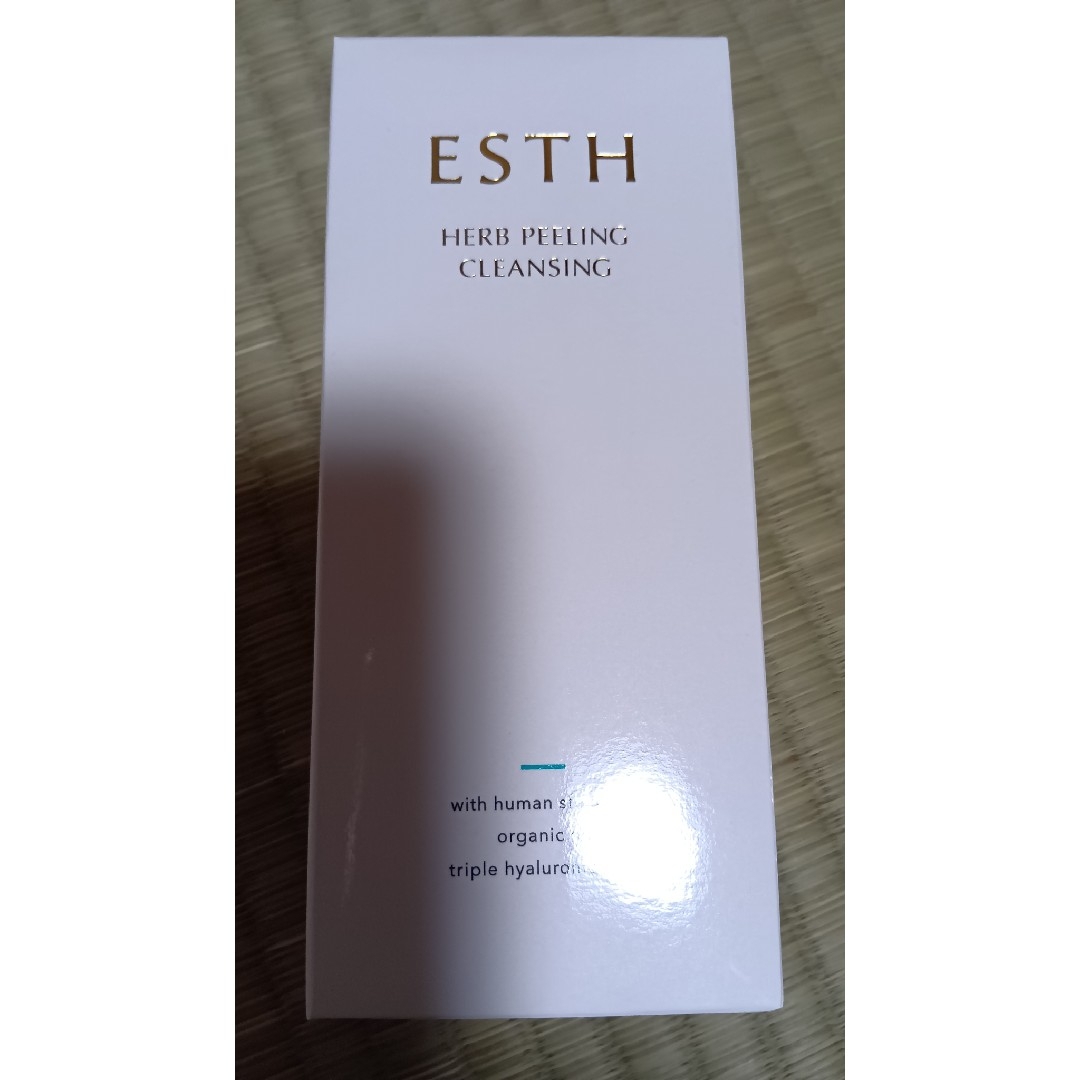 ESTH
HERB PEELING
CLEANSING
with human
organic
triple